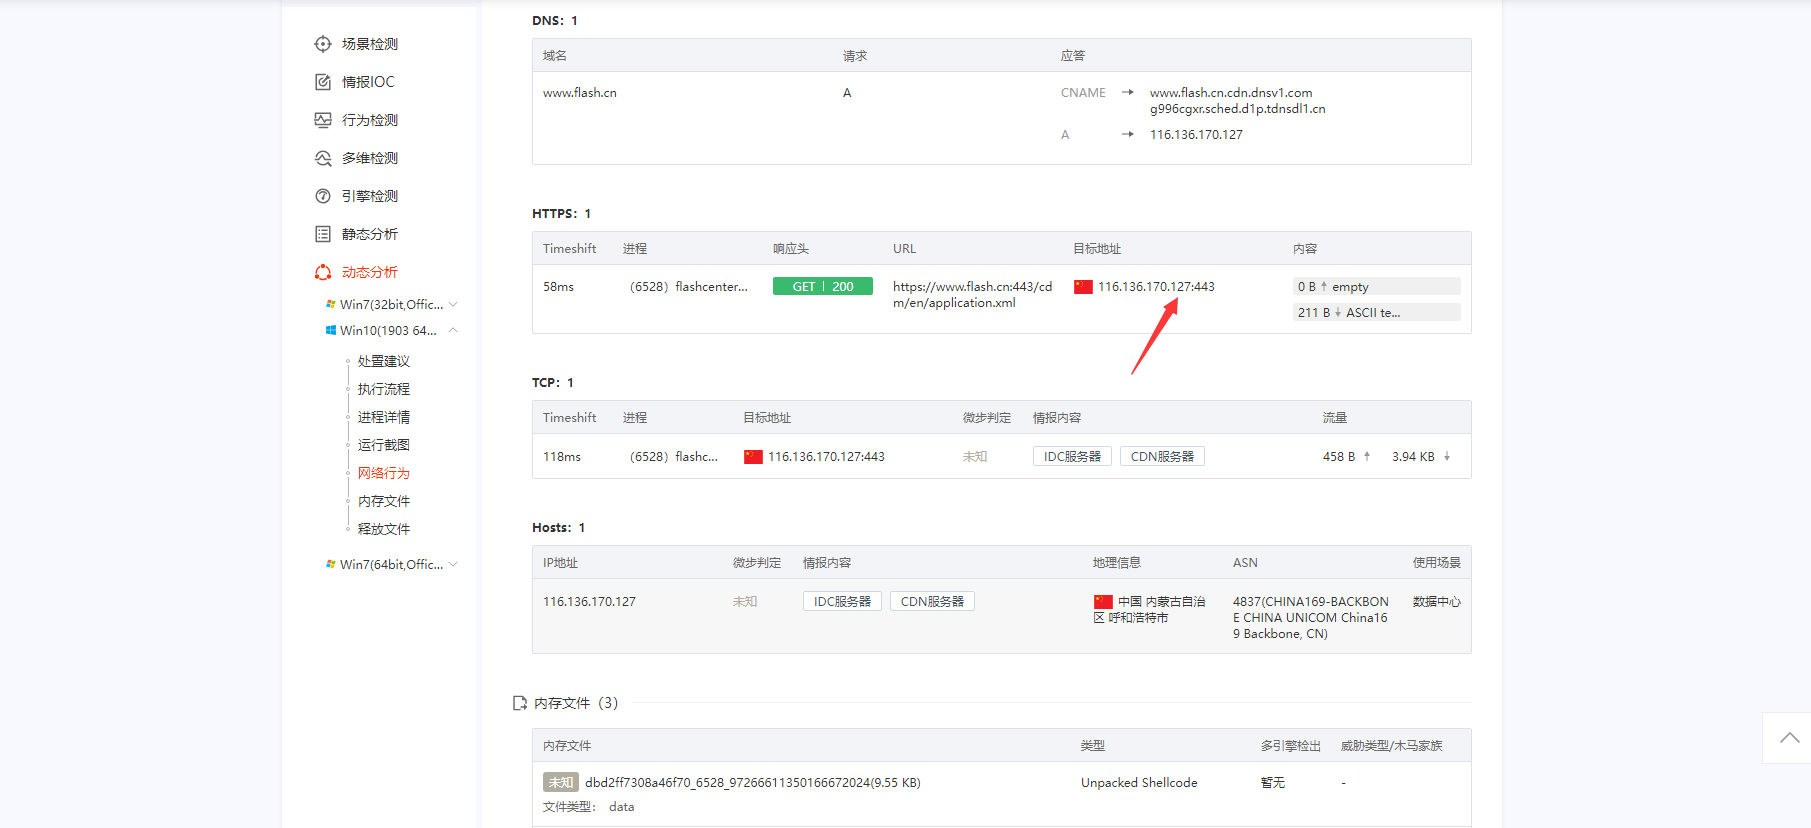 场景检测
情报IOC
行为检测
多维检测
引擎检测
静态分析
动态分析
Win7(32bit,Offic...
Win10(1903 64...
处置建议
执行流程
进程详情
运行截图
网络行为
内存文件
释放文件
Win7(64bit,Offic...
DNS：1
域名 请求 应答
www.flash.cn A CNAME → www.flash.cn.cdn.dnsv1.com
g996cgxr.sched.d1p.tdnsdl1.cn
A → 116.136.170.127
HTTPS：1
Timeshift 进程 响应头 URL 目标地址 内容
58ms （6528）flashcenter... GET | 200 https://www.flash.cn:443/cd 116.136.170.127:443 0 B ↑ empty
m/en/application.xml
211 B ↓ ASCII te...
TCP：1
Timeshift 进程 目标地址 微步判定 情报内容 流量
118ms （6528）flashc... 116.136.170.127:443 未知 IDC服务器 CDN服务器 458 B ↑ 3.94 KB ↓
Hosts：1
IP地址 微步判定 情报内容 地理信息 ASN 使用场景
116.136.170.127 未知 IDC服务器 CDN服务器 中国 内蒙古自治 4837(CHINA169-BACKBON 数据中心
区 呼和浩特市 E CHINA UNICOM China16
9 Backbone, CN)
内存文件（3）
内存文件 类型 多引擎检出 威胁类型/木马家族
未知 dbd2ff7308a46f70_6528_97266611350166672024(9.55 KB) Unpacked Shellcode 暂无 -
文件类型： data